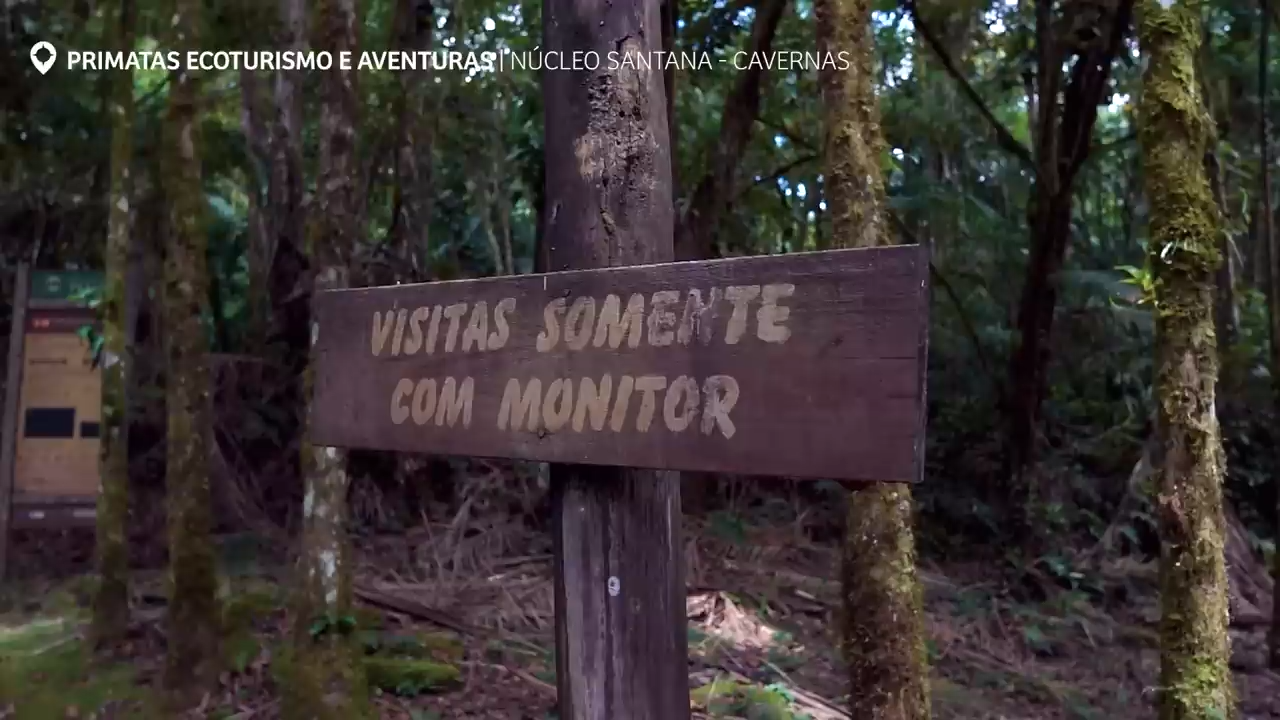 PRIMATAS ECOTURISMO E AVENTURAS | NÚCLEO SANTANA - CAVERNAS
VISITAS SOMENTE
COM MONITOR